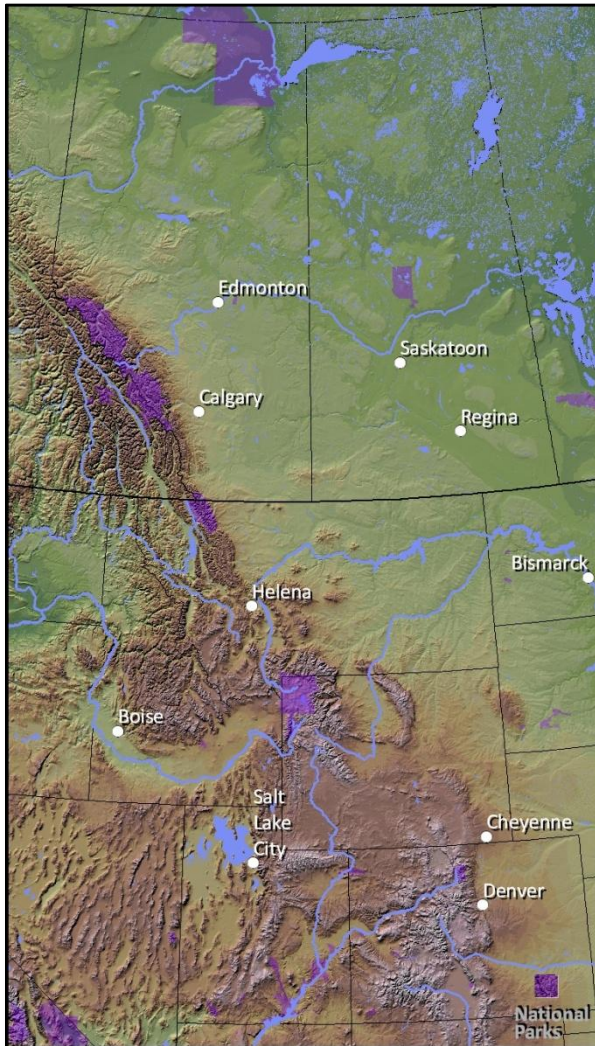 Edmonton
Saskatoon
Calgary
Regina
Bismarck
Helena
Boise
Salt
Lake
City
Cheyenne
Denver
National
Parks